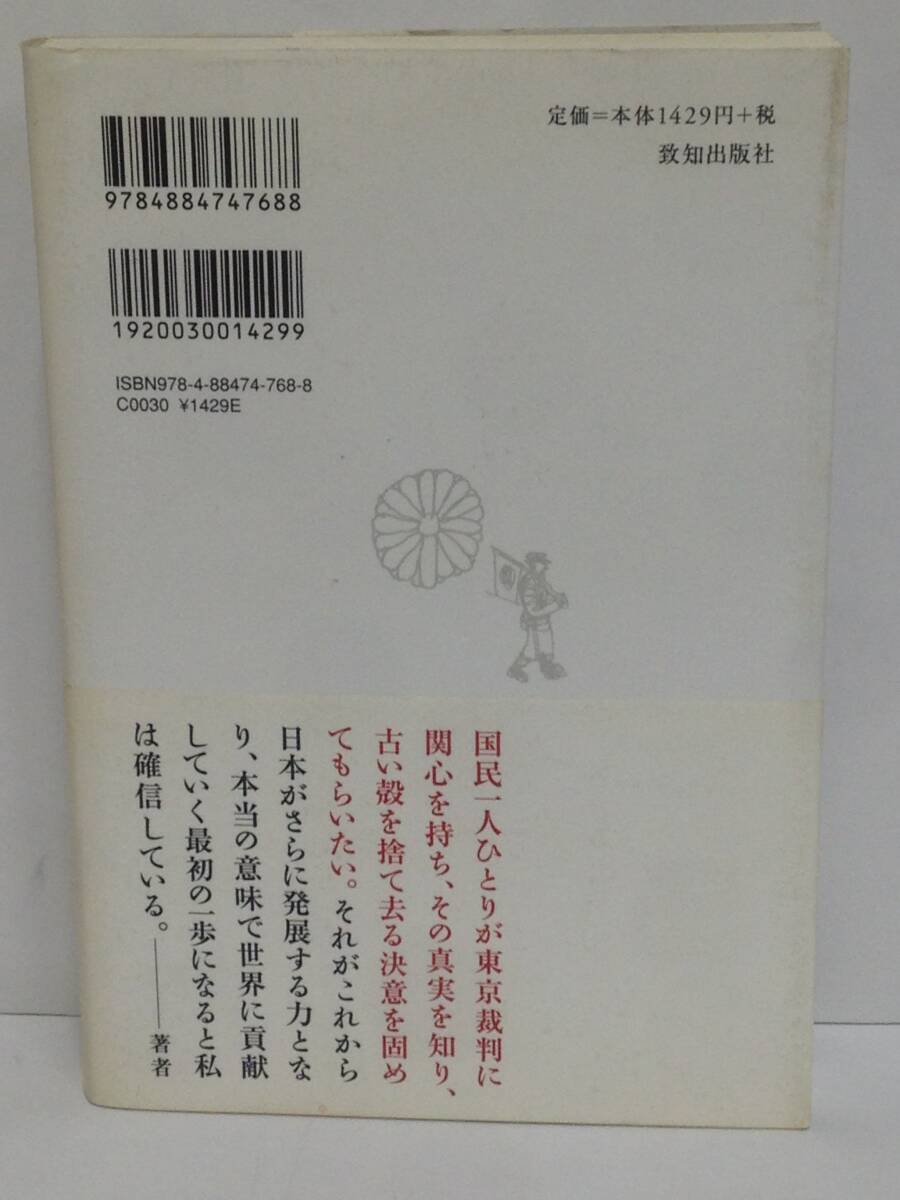 定価=本体1429円+税
致知出版社
9784884747688
1920030014299
ISBN978-4-88474-768-8
C0030 ¥1429E
国民一人ひとりが東京裁判に
関心を持ち、その真実を知り、
古い殻を捨て去る決意を固め
てもらいたい。それがこれから
日本がさらに発展する力とな
り、本当の意味で世界に貢献
していく最初の一歩になると私
は確信している。――著者